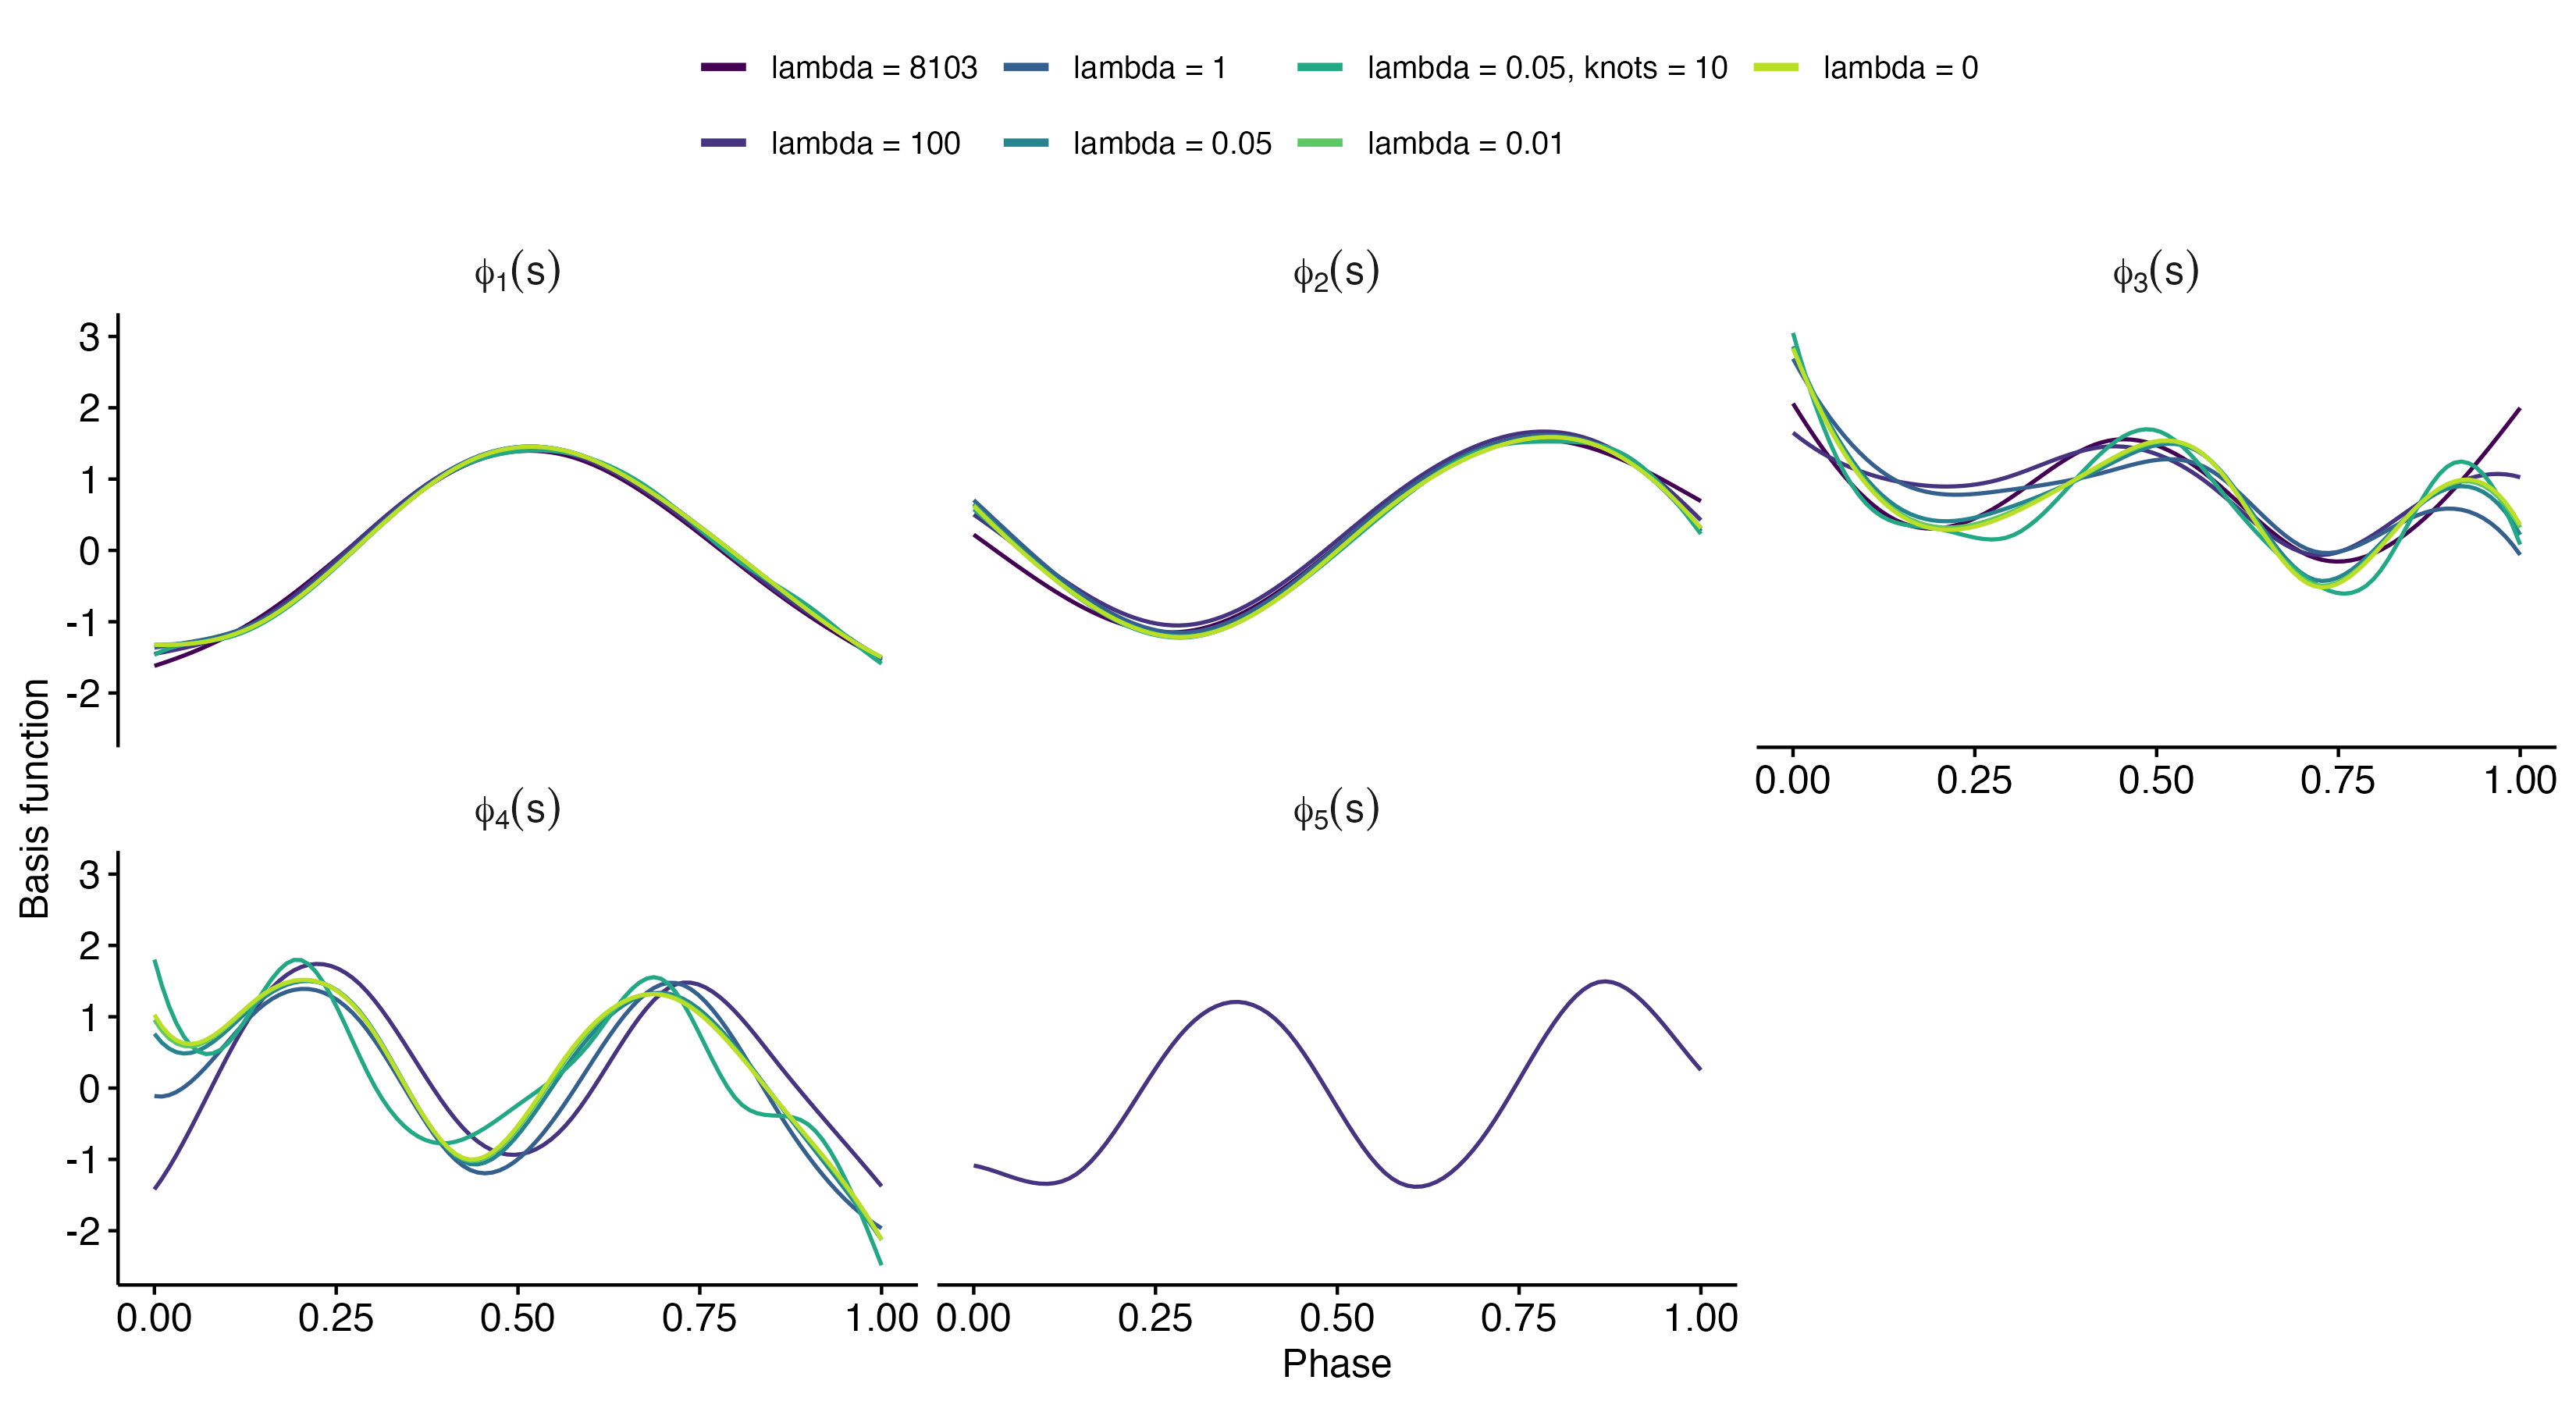 lambda = 8103 lambda = 1 lambda = 0.05, knots = 10 lambda = 0
lambda = 100 lambda = 0.05 lambda = 0.01
ϕ1(s) ϕ2(s) ϕ3(s)
3
2
1
0
-1
-2
0.00 0.25 0.50 0.75 1.00
ϕ4(s) ϕ5(s)
3
2
1
0
-1
-2
0.00 0.25 0.50 0.75 1.00 0.00 0.25 0.50 0.75 1.00
Basis function
Phase